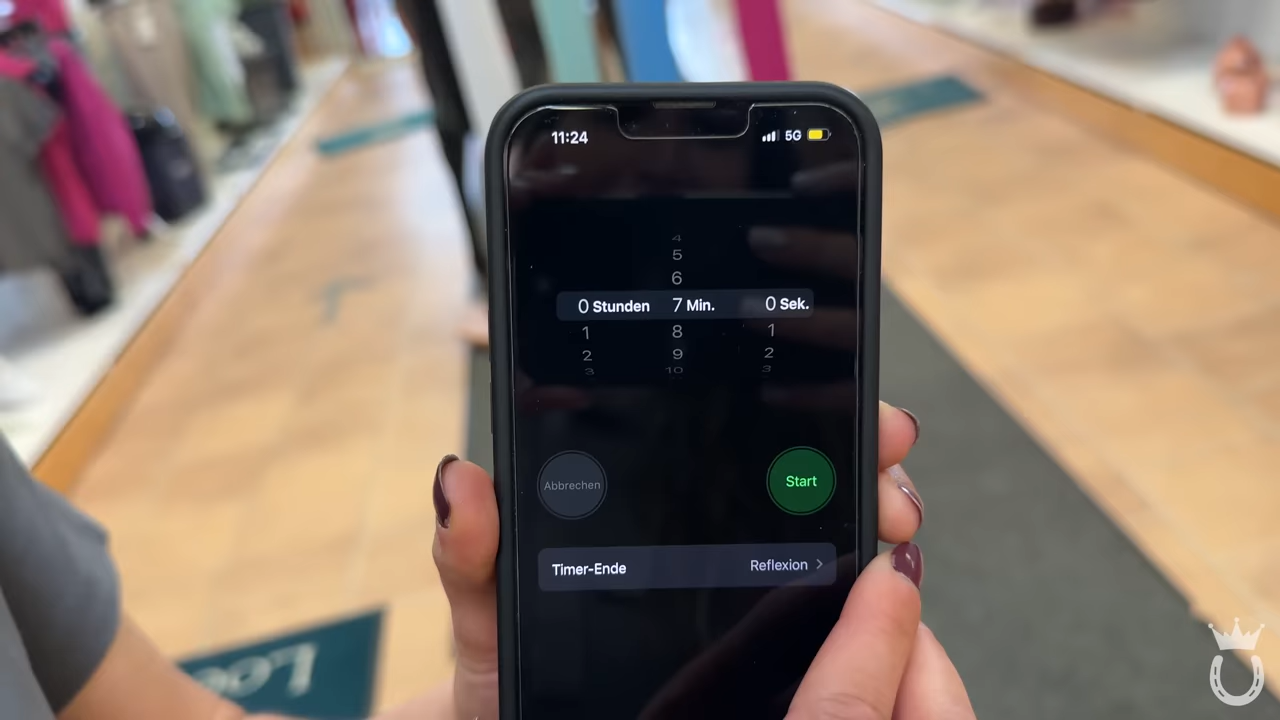 11:24 5G
4
5
6
0 Stunden 7 Min. 0 Sek.
1 8 1
2 9 2
3 10 3
Abbrechen Start
Timer-Ende Reflexion